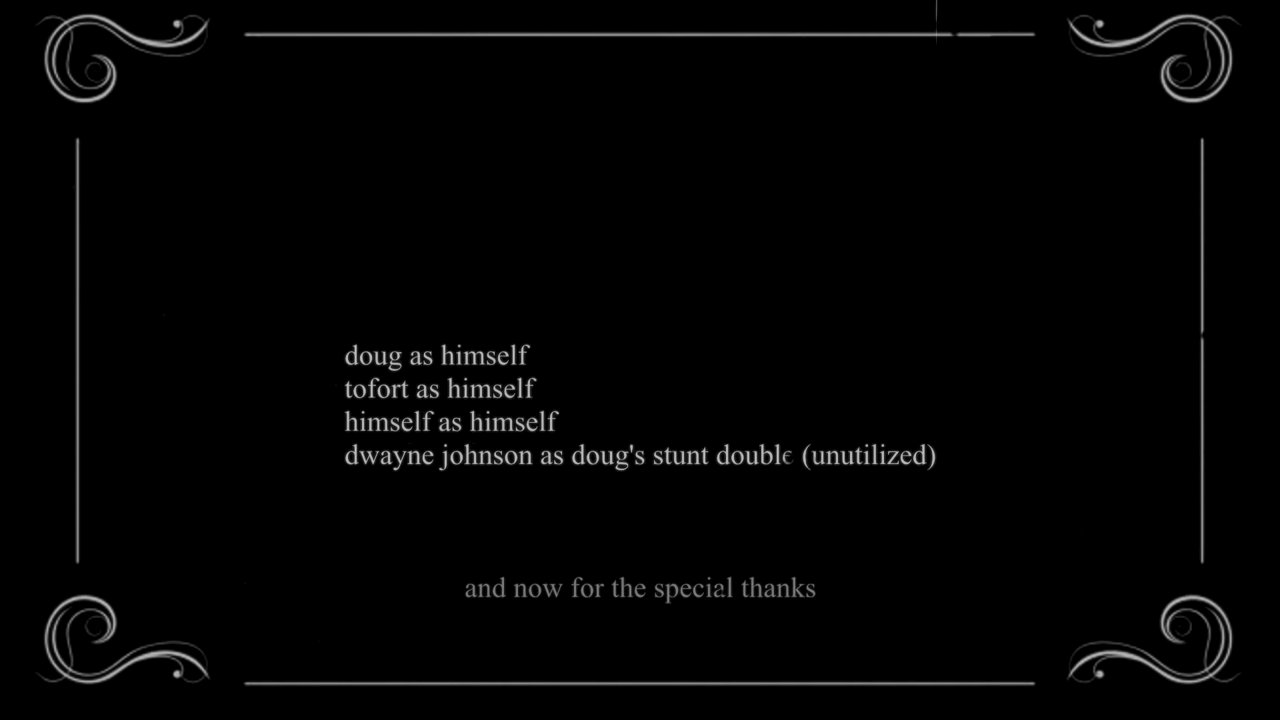 doug as himself
tofort as himself
himself as himself
dwayne johnson as doug's stunt double (unutilized)
and now for the special thanks